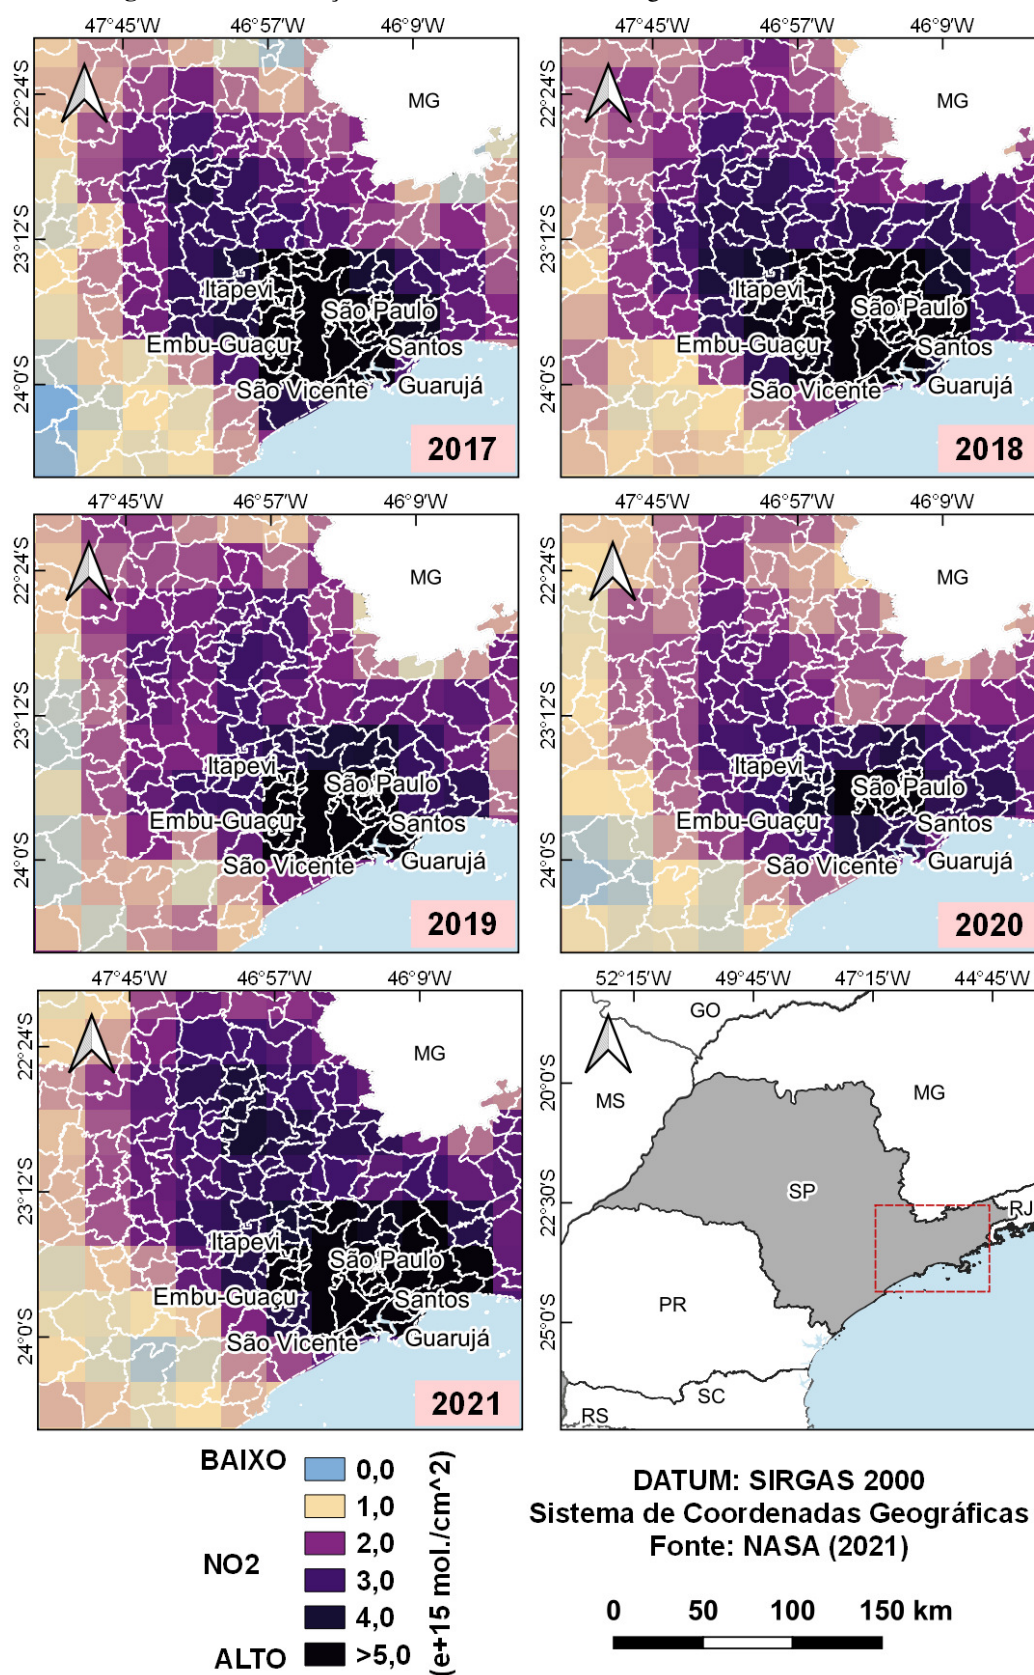 47°45'W 46°57'W 46°9'W
22°24'S
23°12'S
24°0'S
MG
Itapevi
São Paulo
Embu-Guaçu
Santos
São Vicente
Guarujá
2017
46°57'W 46°9'W
22°24'S
23°12'S
24°0'S
MG
Itapevi
São Paulo
Embu-Guaçu
Santos
São Vicente
Guarujá
2018
47°45'W 46°57'W 46°9'W
22°24'S
23°12'S
24°0'S
MG
Itapevi
São Paulo
Embu-Guaçu
Santos
São Vicente
Guarujá
2019
47°45'W 46°57'W 46°9'W
22°24'S
23°12'S
24°0'S
MG
Itapevi
São Paulo
Embu-Guaçu
Santos
São Vicente
Guarujá
2020
47°45'W 46°57'W 46°9'W
22°24'S
23°12'S
24°0'S
MG
Itapevi
São Paulo
Embu-Guaçu
Santos
São Vicente
Guarujá
2021
52°15'W 49°45'W 47°15'W 44°45'W
20°0'S
22°30'S
25°0'S
GO
MS
MG
SP
RJ
PR
SC
RS
BAIXO
NO2
ALTO
0,0
1,0
2,0
3,0
4,0
>5,0
(e+15 mol./cm^2)
DATUM: SIRGAS 2000
Sistema de Coordenadas Geográficas
Fonte: NASA (2021)
0 50 100 150 km